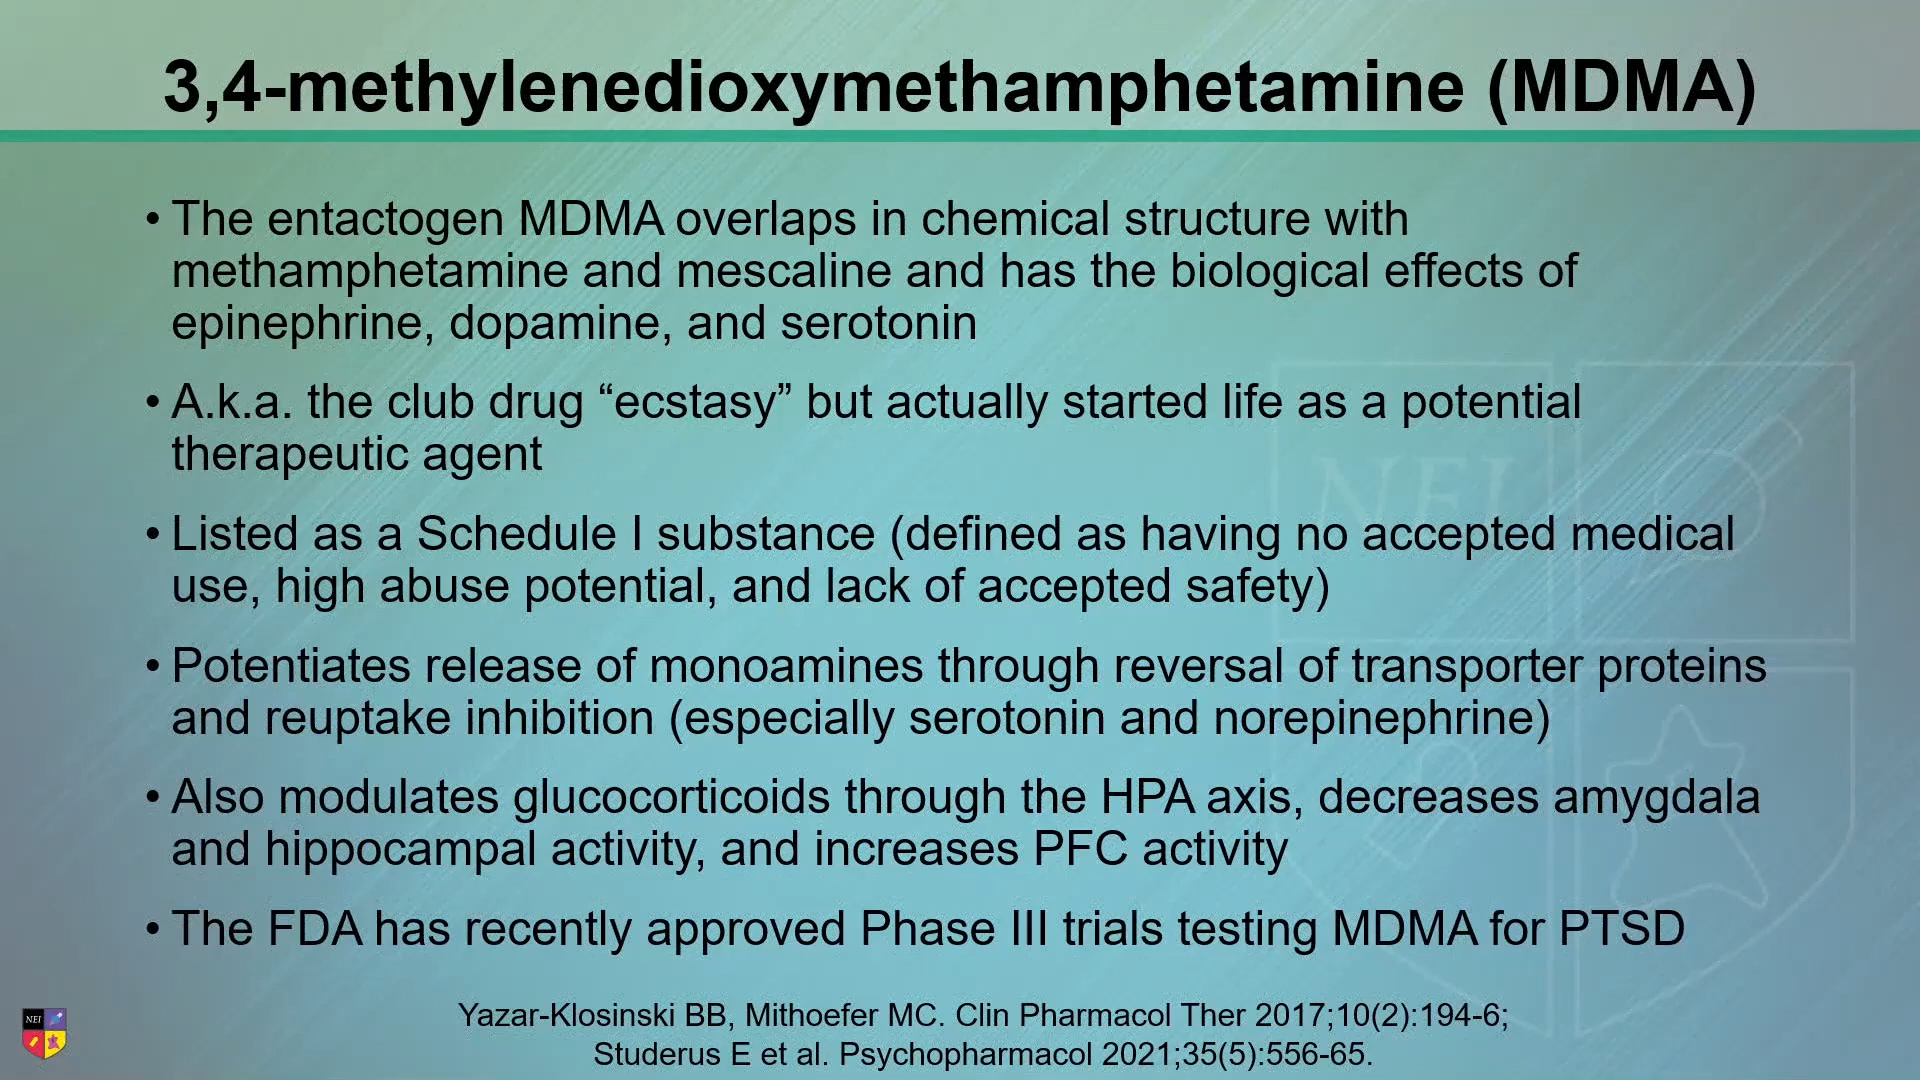 3,4-methylenedioxymethamphetamine (MDMA)
• The entactogen MDMA overlaps in chemical structure with
methamphetamine and mescaline and has the biological effects of
epinephrine, dopamine, and serotonin
• A.k.a. the club drug “ecstasy” but actually started life as a potential
therapeutic agent
• Listed as a Schedule I substance (defined as having no accepted medical
use, high abuse potential, and lack of accepted safety)
• Potentiates release of monoamines through reversal of transporter proteins
and reuptake inhibition (especially serotonin and norepinephrine)
• Also modulates glucocorticoids through the HPA axis, decreases amygdala
and hippocampal activity, and increases PFC activity
• The FDA has recently approved Phase III trials testing MDMA for PTSD
Yazar-Klosinski BB, Mithoefer MC. Clin Pharmacol Ther 2017;10(2):194-6;
Studerus E et al. Psychopharmacol 2021;35(5):556-65.
NEI
NEI